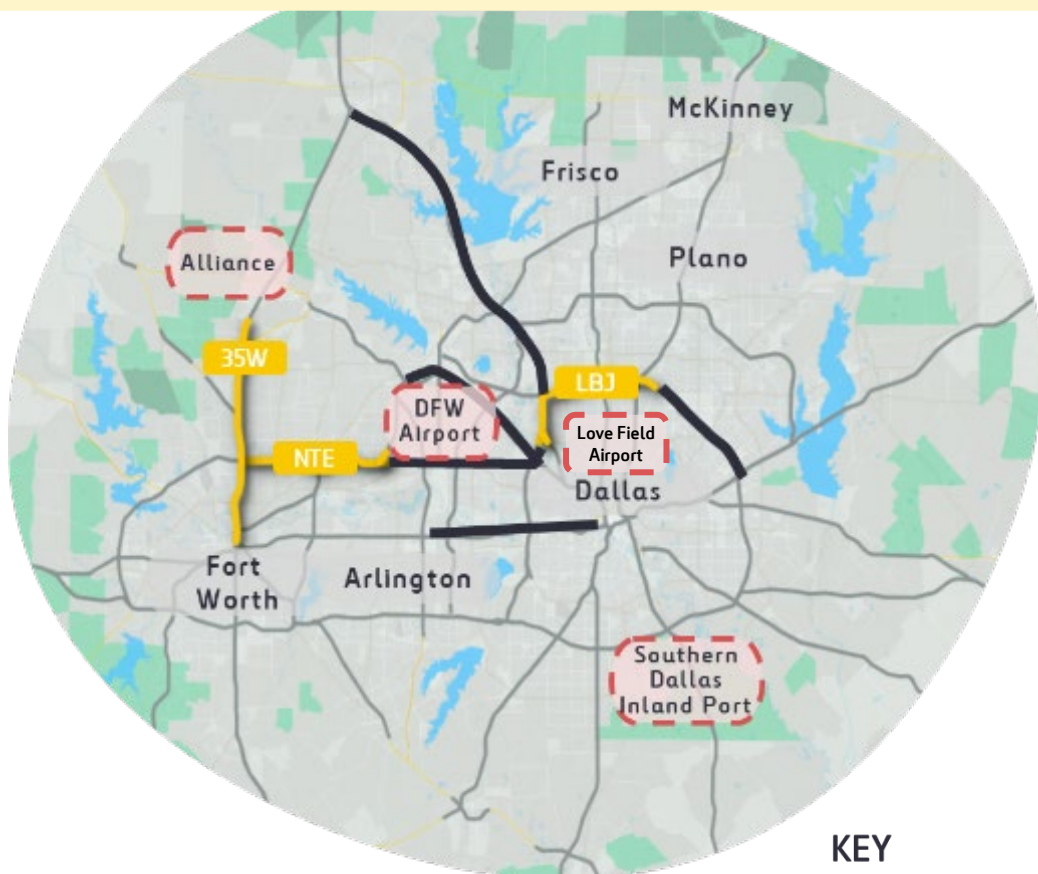 McKinney
Frisco
Plano
Alliance
35W
LBJ
DFW
Airport
Love Field
Airport
NTE
Dallas
Fort
Worth
Arlington
Southern
Dallas
Inland Port
KEY